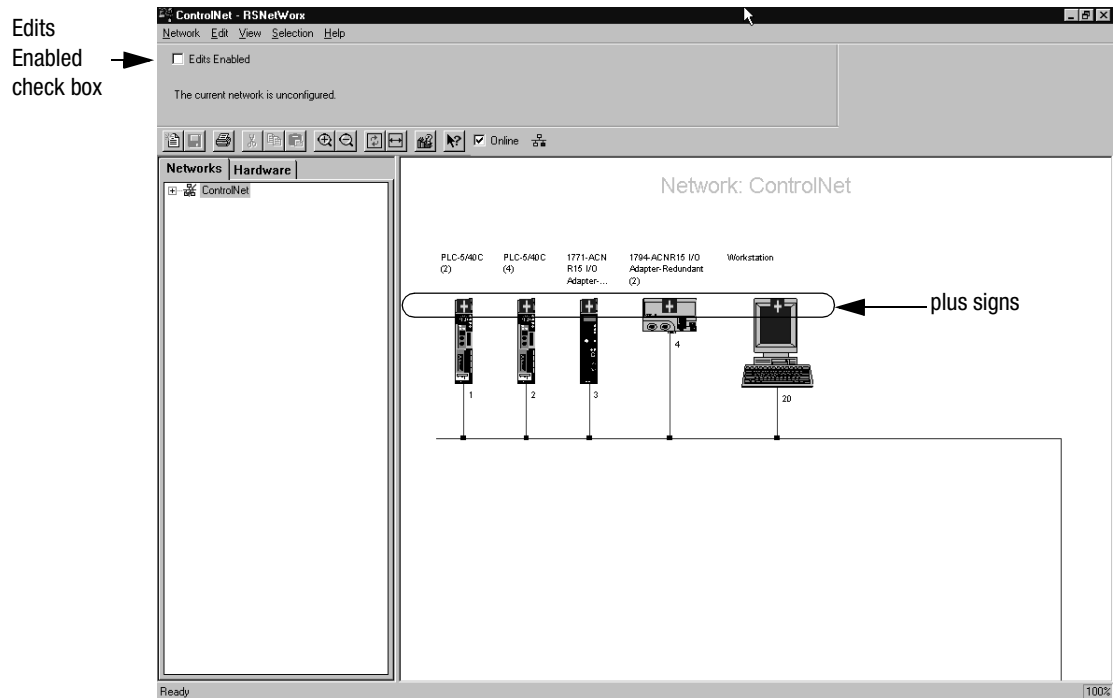 Edits
Enabled
check box
ControlNet - RSNetWorx
Network Edit View Selection Help
Edits Enabled
The current network is unconfigured.
Online
Networks Hardware
ControlNet
Network: ControlNet
PLC-5/40C
(2)
PLC-5/40C
(4)
1771-ACN
R15 I/O
Adapter-...
1794-ACNR15 I/O
Adapter-Redundant
(2)
Workstation
plus signs
1
2
3
4
20
Ready
100%